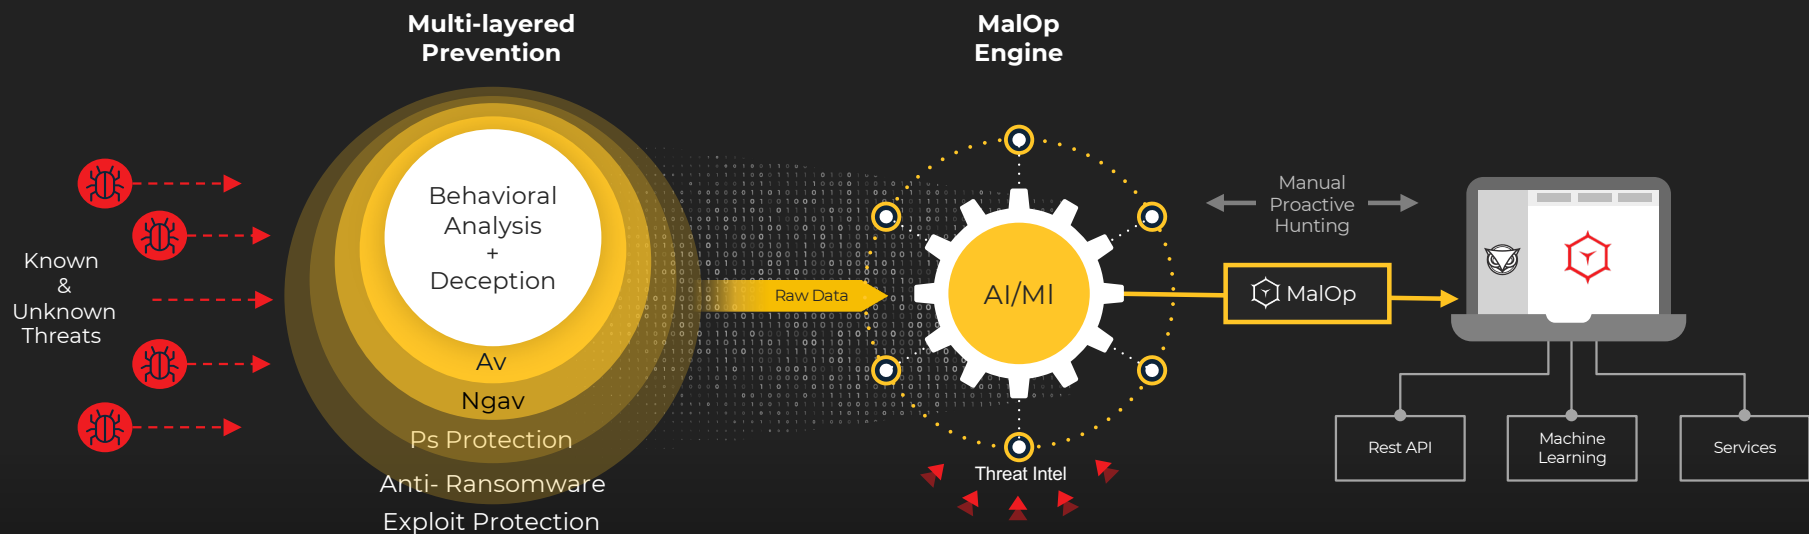 Multi-layered
Prevention
MalOp
Engine
Known
&
Unknown
Threats
Behavioral
Analysis
+
Deception
Av
Ngav
Ps Protection
Anti- Ransomware
Exploit Protection
Raw Data
AI/Ml
Threat Intel
Manual
Proactive
Hunting
MalOp
Rest API
Machine
Learning
Services